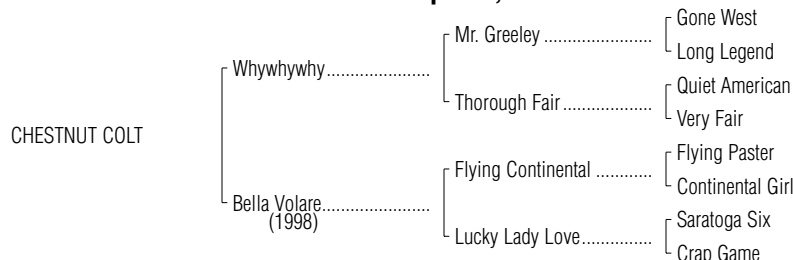 Gone West
Mr. Greeley ....................
Long Legend
Whywhywhy......................
Quiet American
Thorough Fair .................
Very Fair
CHESTNUT COLT
Flying Paster
Flying Continental ............
Continental Girl
Bella Volare.......................
(1998)
Saratoga Six
Lucky Lady Love..............
Crap Game